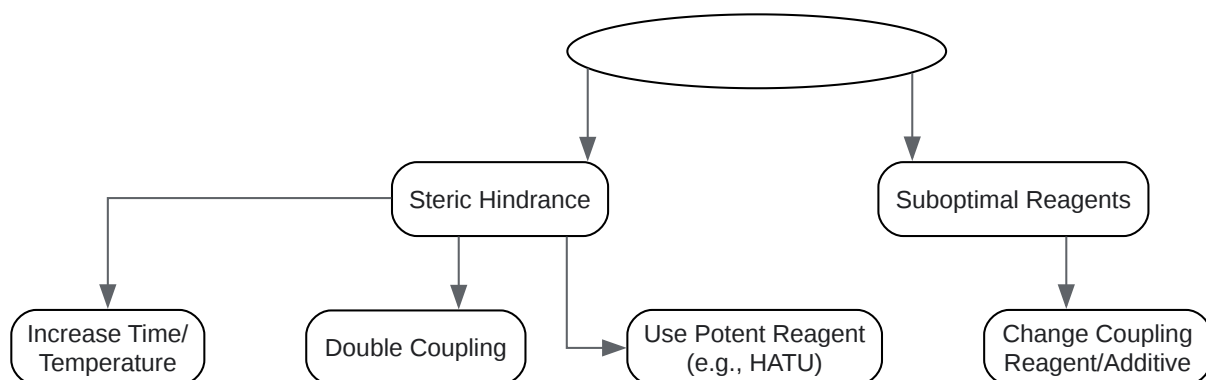 Steric Hindrance
Suboptimal Reagents
Increase Time/
Temperature
Double Coupling
Use Potent Reagent
(e.g., HATU)
Change Coupling
Reagent/Additive